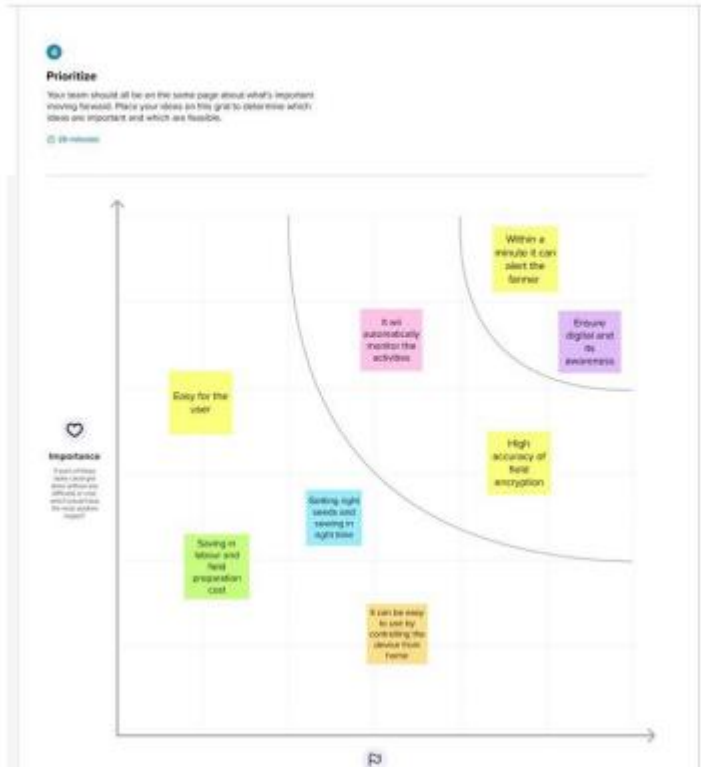 4
Prioritize
Your team should all be on the same page about what's important
moving forward. Place your ideas on this grid to determine which
ideas are important and which are feasible.
20 minutes
Within a
minute it can
alert the
farmer
It wil
automatically
monitor the
activities
Ensure
digital and
its
awareness
Easy for the
user
High
accuracy of
field
encryption
Importance
Getting right
seeds and
sowing in
right time
Saving in
labour and
field
preparation
cost
It can be easy
to use by
controlling the
device from
home